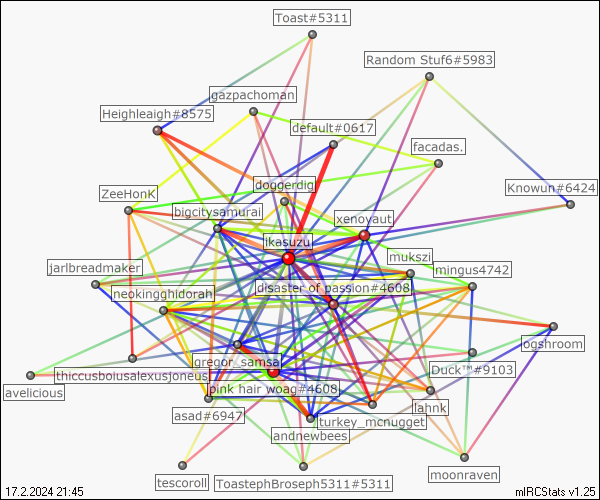 Toast#5311
Random Stuf6#5983
gazpachoman
Heighleaigh#8575
default#0617
facadas.
doggerdig
Knowun#6424
ZeeHonK
bigcitysamurai
xenoyaut
ikasuzu
mukszi
jarlbreadmaker
mingus4742
disaster of passion#4608
neokingghidorah
ogshroom
gregor_samsa
Duck™#9103
thiccusbolusalexusjoneus
pink hair woag#4608
avelicious
lahnk
asad#6947
turkey_mcnugget
andnewbees
moonraven
tescoroll
ToastephBroseph5311#5311
17.2.2024 21:45
mIRCStats v1.25